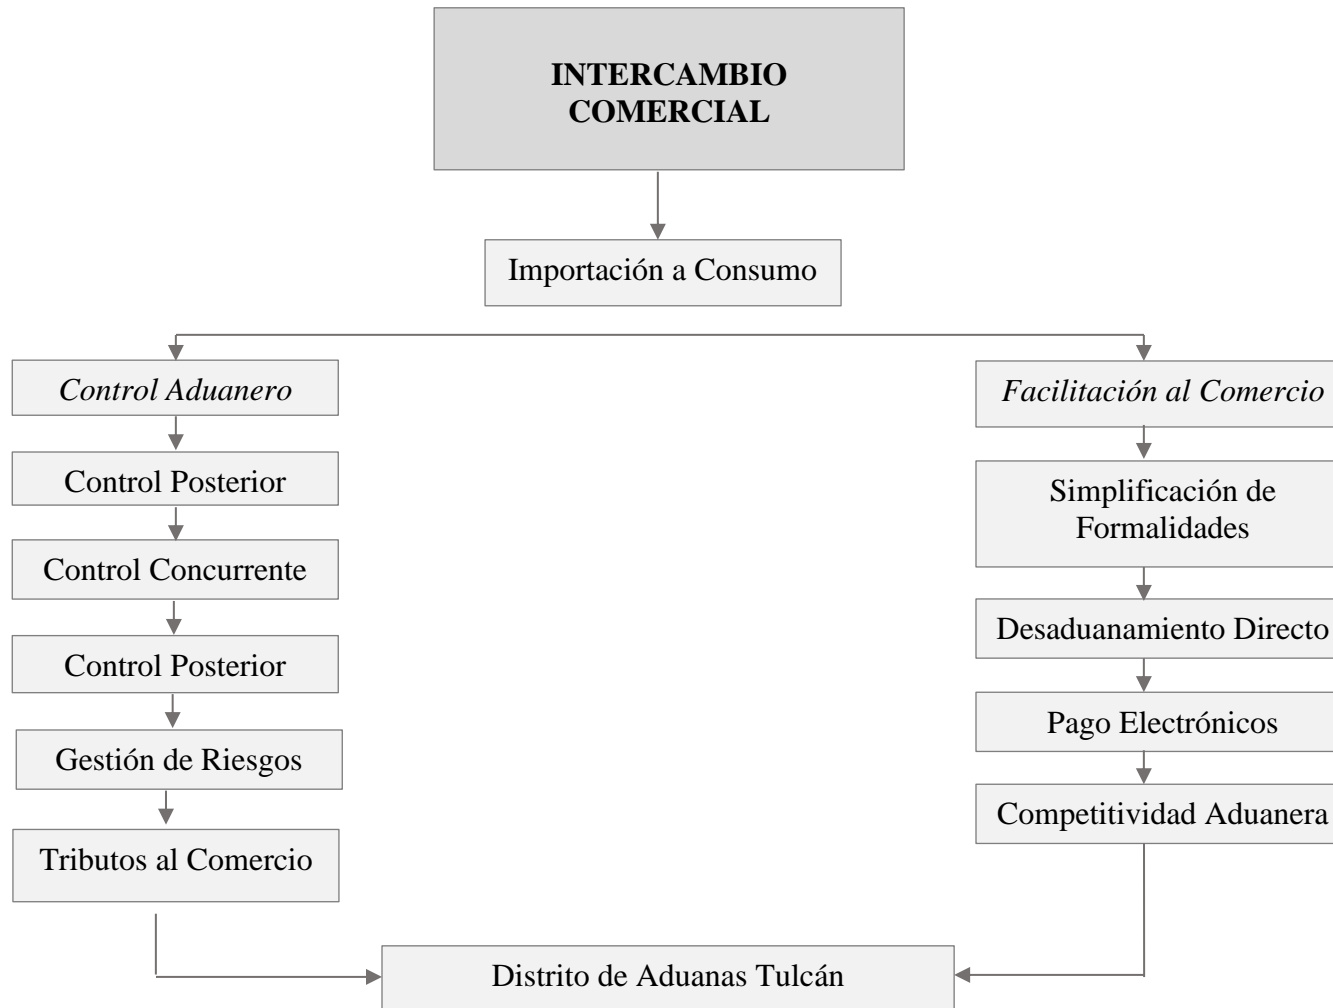 INTERCAMBIO
COMERCIAL
Importación a Consumo
Control Aduanero
Control Posterior
Control Concurrente
Control Posterior
Gestión de Riesgos
Tributos al Comercio
Facilitación al Comercio
Simplificación de
Formalidades
Desaduanamiento Directo
Pago Electrónicos
Competitividad Aduanera
Distrito de Aduanas Tulcán